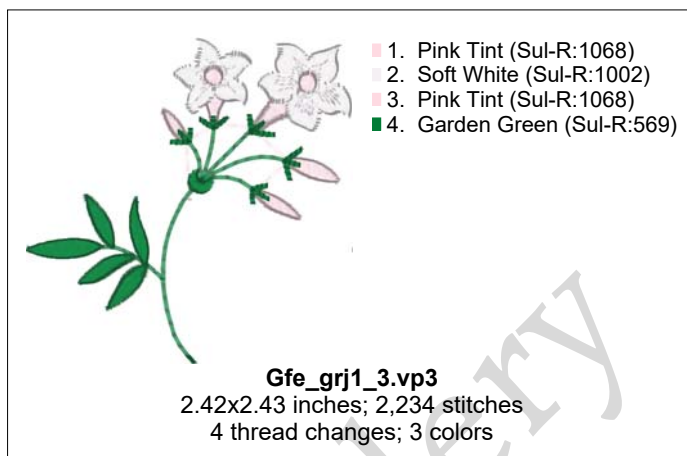 1. Pink Tint (Sul-R:1068)
2. Soft White (Sul-R:1002)
3. Pink Tint (Sul-R:1068)
4. Garden Green (Sul-R:569)
Gfe_grj1_3.vp3
2.42x2.43 inches; 2,234 stitches
4 thread changes; 3 colors